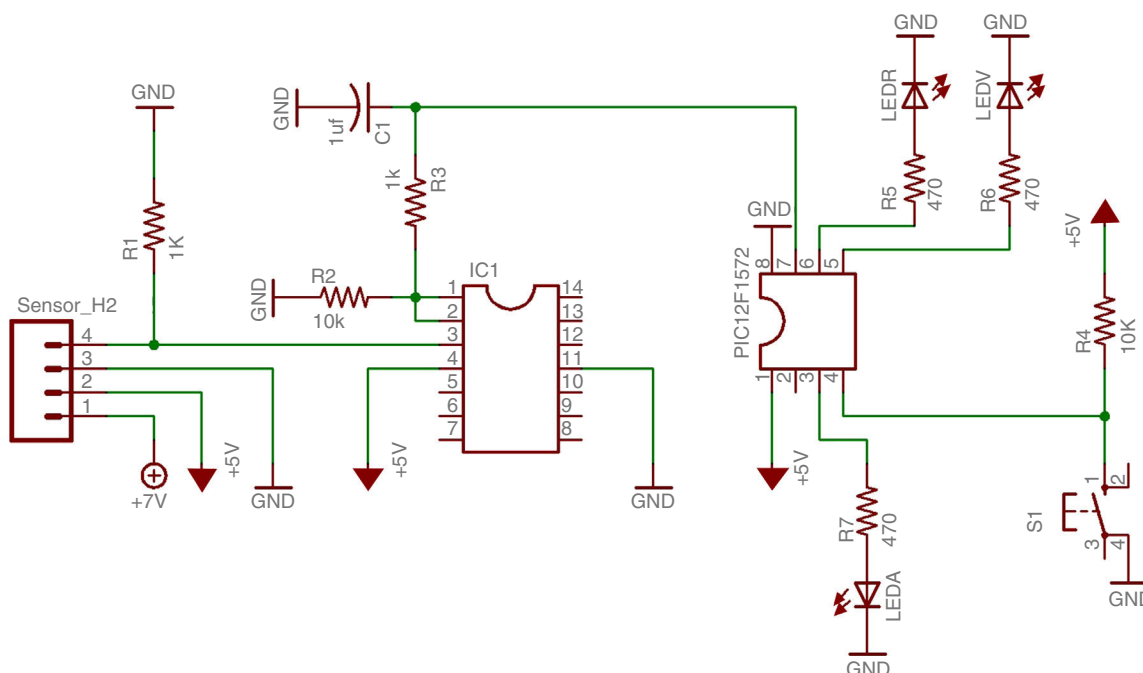 GND
GND
GND
LEDR
LEDV
GND
1uf
C1
R1
1K
1k
R3
R5
470
R6
470
GND
+5V
8
7
6
5
PIC12F1572
1
2
3
4
+5V
R4
10K
Sensor_H2
4
3
2
1
+7V
+5V
GND
GND
R2
10k
IC1
1
2
3
4
5
6
7
14
13
12
11
10
9
8
+5V
GND
R7
470
LEDA
GND
S1
1
2
3
4
GND